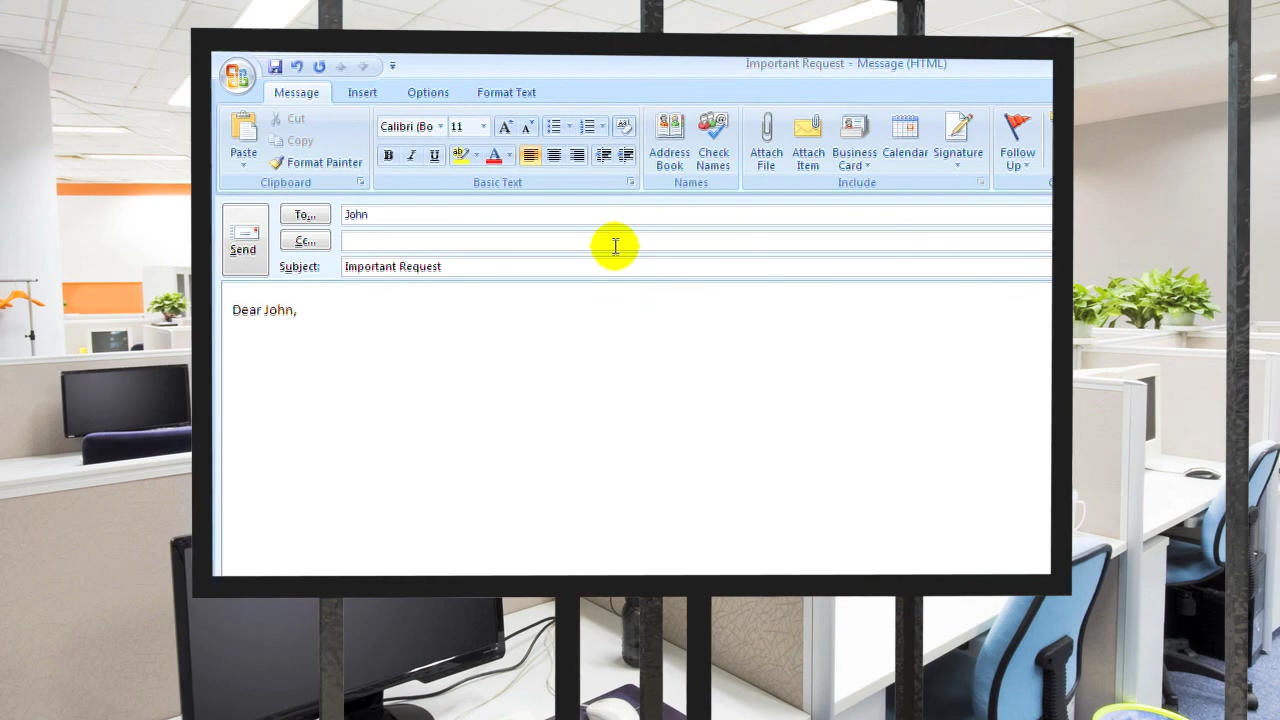 Important Request - Message (HTML)
Message Insert Options Format Text
Cut
Copy
Paste Format Painter
Clipboard
Calibri (Bo 11
B I U ab A
Basic Text
Address Book Check Names
Names
Attach File Attach Item Business Card Calendar Signature
Include
Follow Up
To... John
Cc...
Send
Subject: Important Request
Dear John,